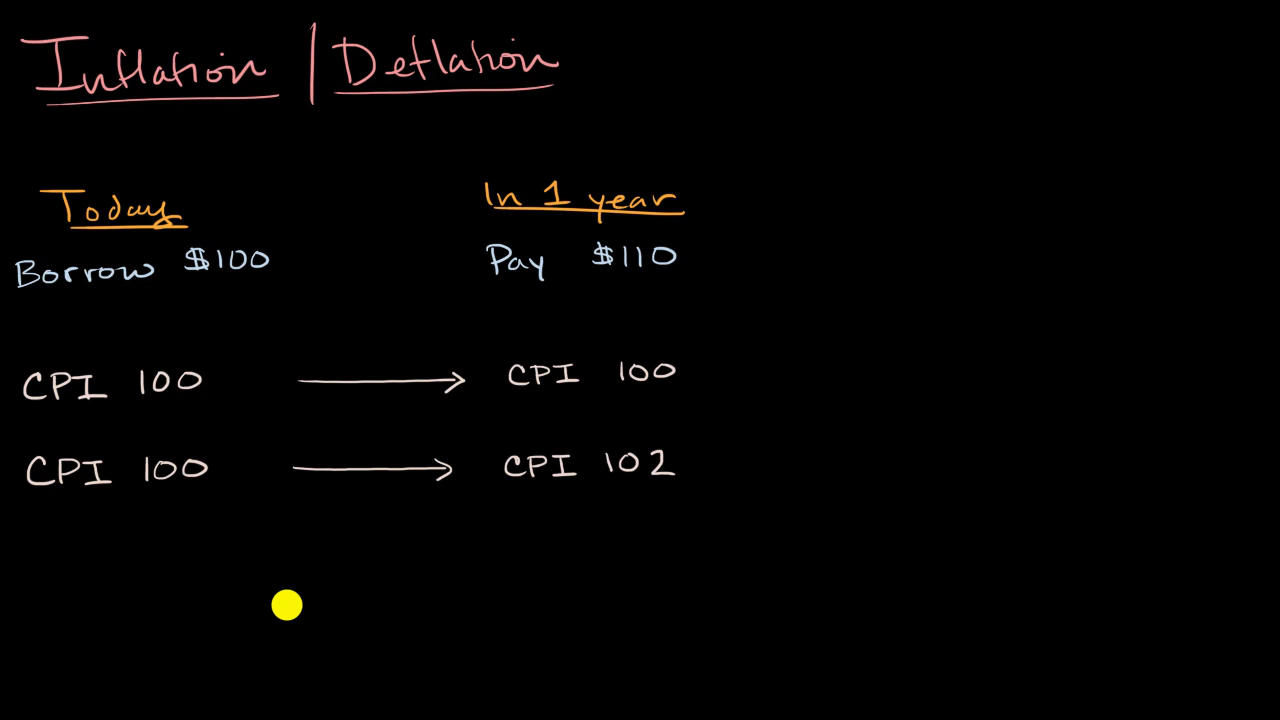 Inflation | Deflation
Today In 1 year
Borrow $100 Pay $110
CPI 100 → CPI 100
CPI 100 → CPI 102